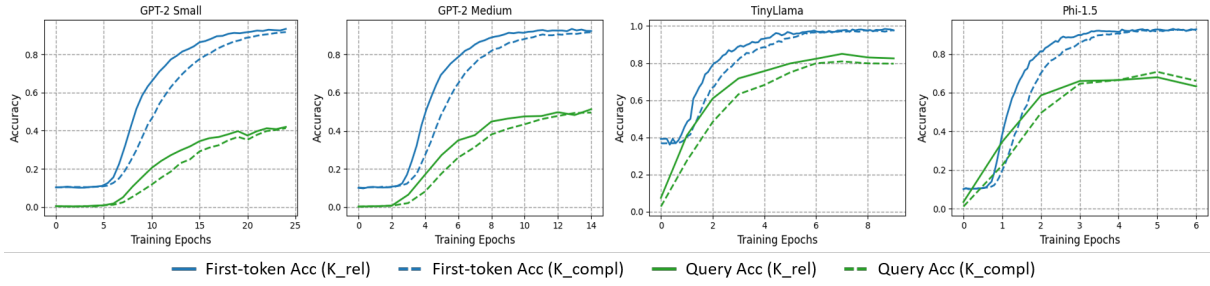 GPT-2 Small
0.8
0.6
0.4
0.2
0.0
Accuracy
0 5 10 15 20 25
Training Epochs
GPT-2 Medium
0.8
0.6
0.4
0.2
0.0
Accuracy
0 2 4 6 8 10 12 14
Training Epochs
TinyLlama
1.0
0.8
0.6
0.4
0.2
0.0
Accuracy
0 2 4 6 8
Training Epochs
Phi-1.5
0.8
0.6
0.4
0.2
0.0
Accuracy
0 1 2 3 4 5 6
Training Epochs
First-token Acc (K_rel) First-token Acc (K_compl) Query Acc (K_rel) Query Acc (K_compl)